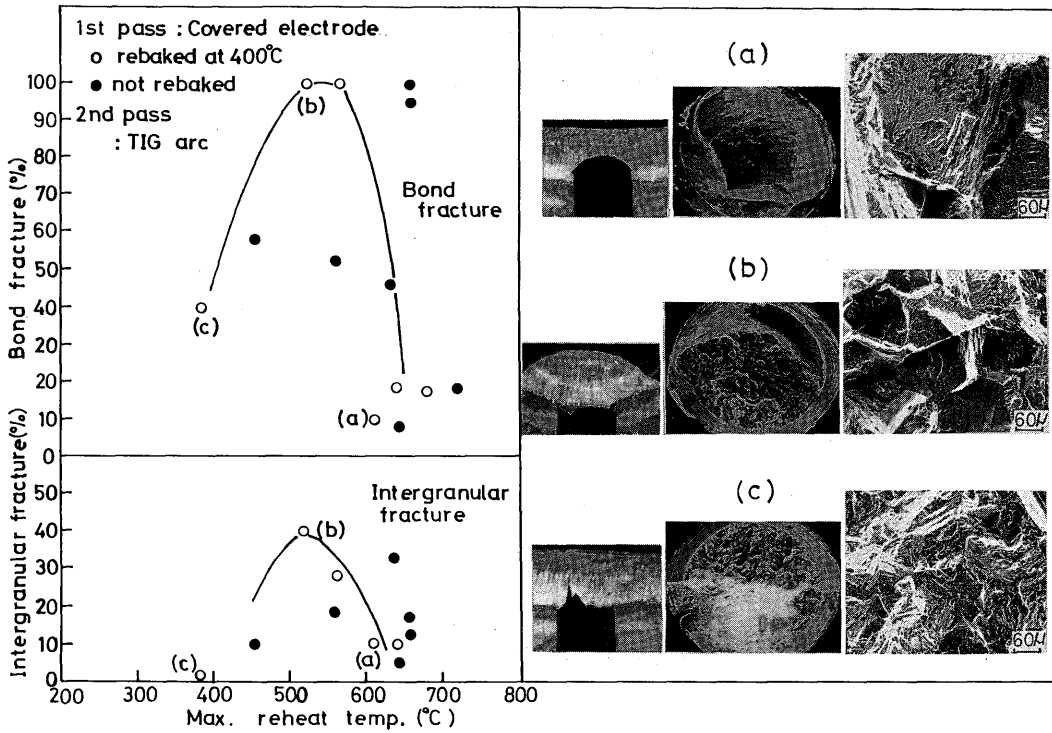 1st pass : Covered electrode
o rebaked at 400°C
● not rebaked
2nd pass
: TIG arc
Bond fracture (%)
100
90
80
70
60
50
40
20
20
10
0
(b)
(c)
(a)
Bond
fracture
Intergranular fracture(%)
50
40
30
20
10
0
Intergranular
fracture
(b)
(a)
(c)
200 300 400 500 600 700 800
Max. reheat temp. (°C)
(a)
60μ
(b)
60μ
(c)
60μ